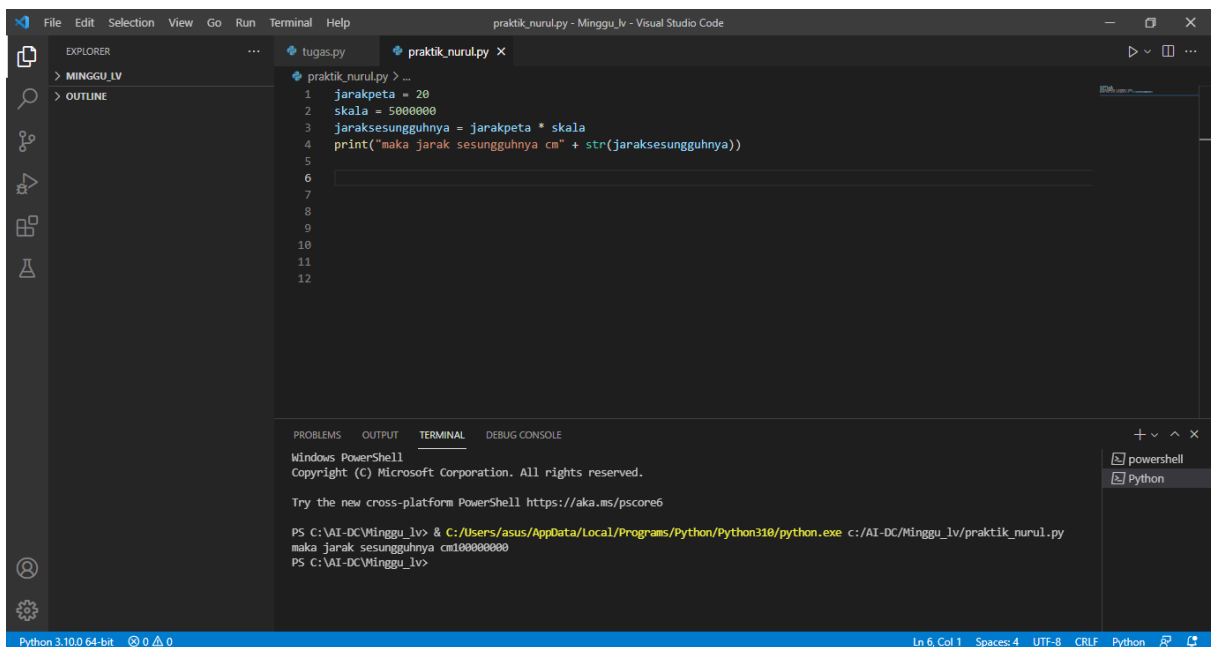 File Edit Selection View Go Run Terminal Help praktik_nurul.py - Minggu_lv - Visual Studio Code
EXPLORER
MINGGU_LV
OUTLINE
tugas.py praktik_nurul.py
praktik_nurul.py > ...
1 jarakpeta = 20
2 skala = 5000000
3 jaraksesungguhnya = jarakpeta * skala
4 print("maka jarak sesungguhnya cm" + str(jaraksesungguhnya))
5
6
7
8
9
10
11
12
PROBLEMS OUTPUT TERMINAL DEBUG CONSOLE
powershell
Python
Windows PowerShell
Copyright (C) Microsoft Corporation. All rights reserved.
Try the new cross-platform PowerShell https://aka.ms/pscore6
PS C:\AI-DC\Minggu_lv> & C:/Users/asus/AppData/Local/Programs/Python/Python310/python.exe c:/AI-DC/Minggu_lv/praktik_nurul.py
maka jarak sesungguhnya cm100000000
PS C:\AI-DC\Minggu_lv>
Python 3.10.0 64-bit 0 0 Ln 6, Col 1 Spaces: 4 UTF-8 CRLF Python